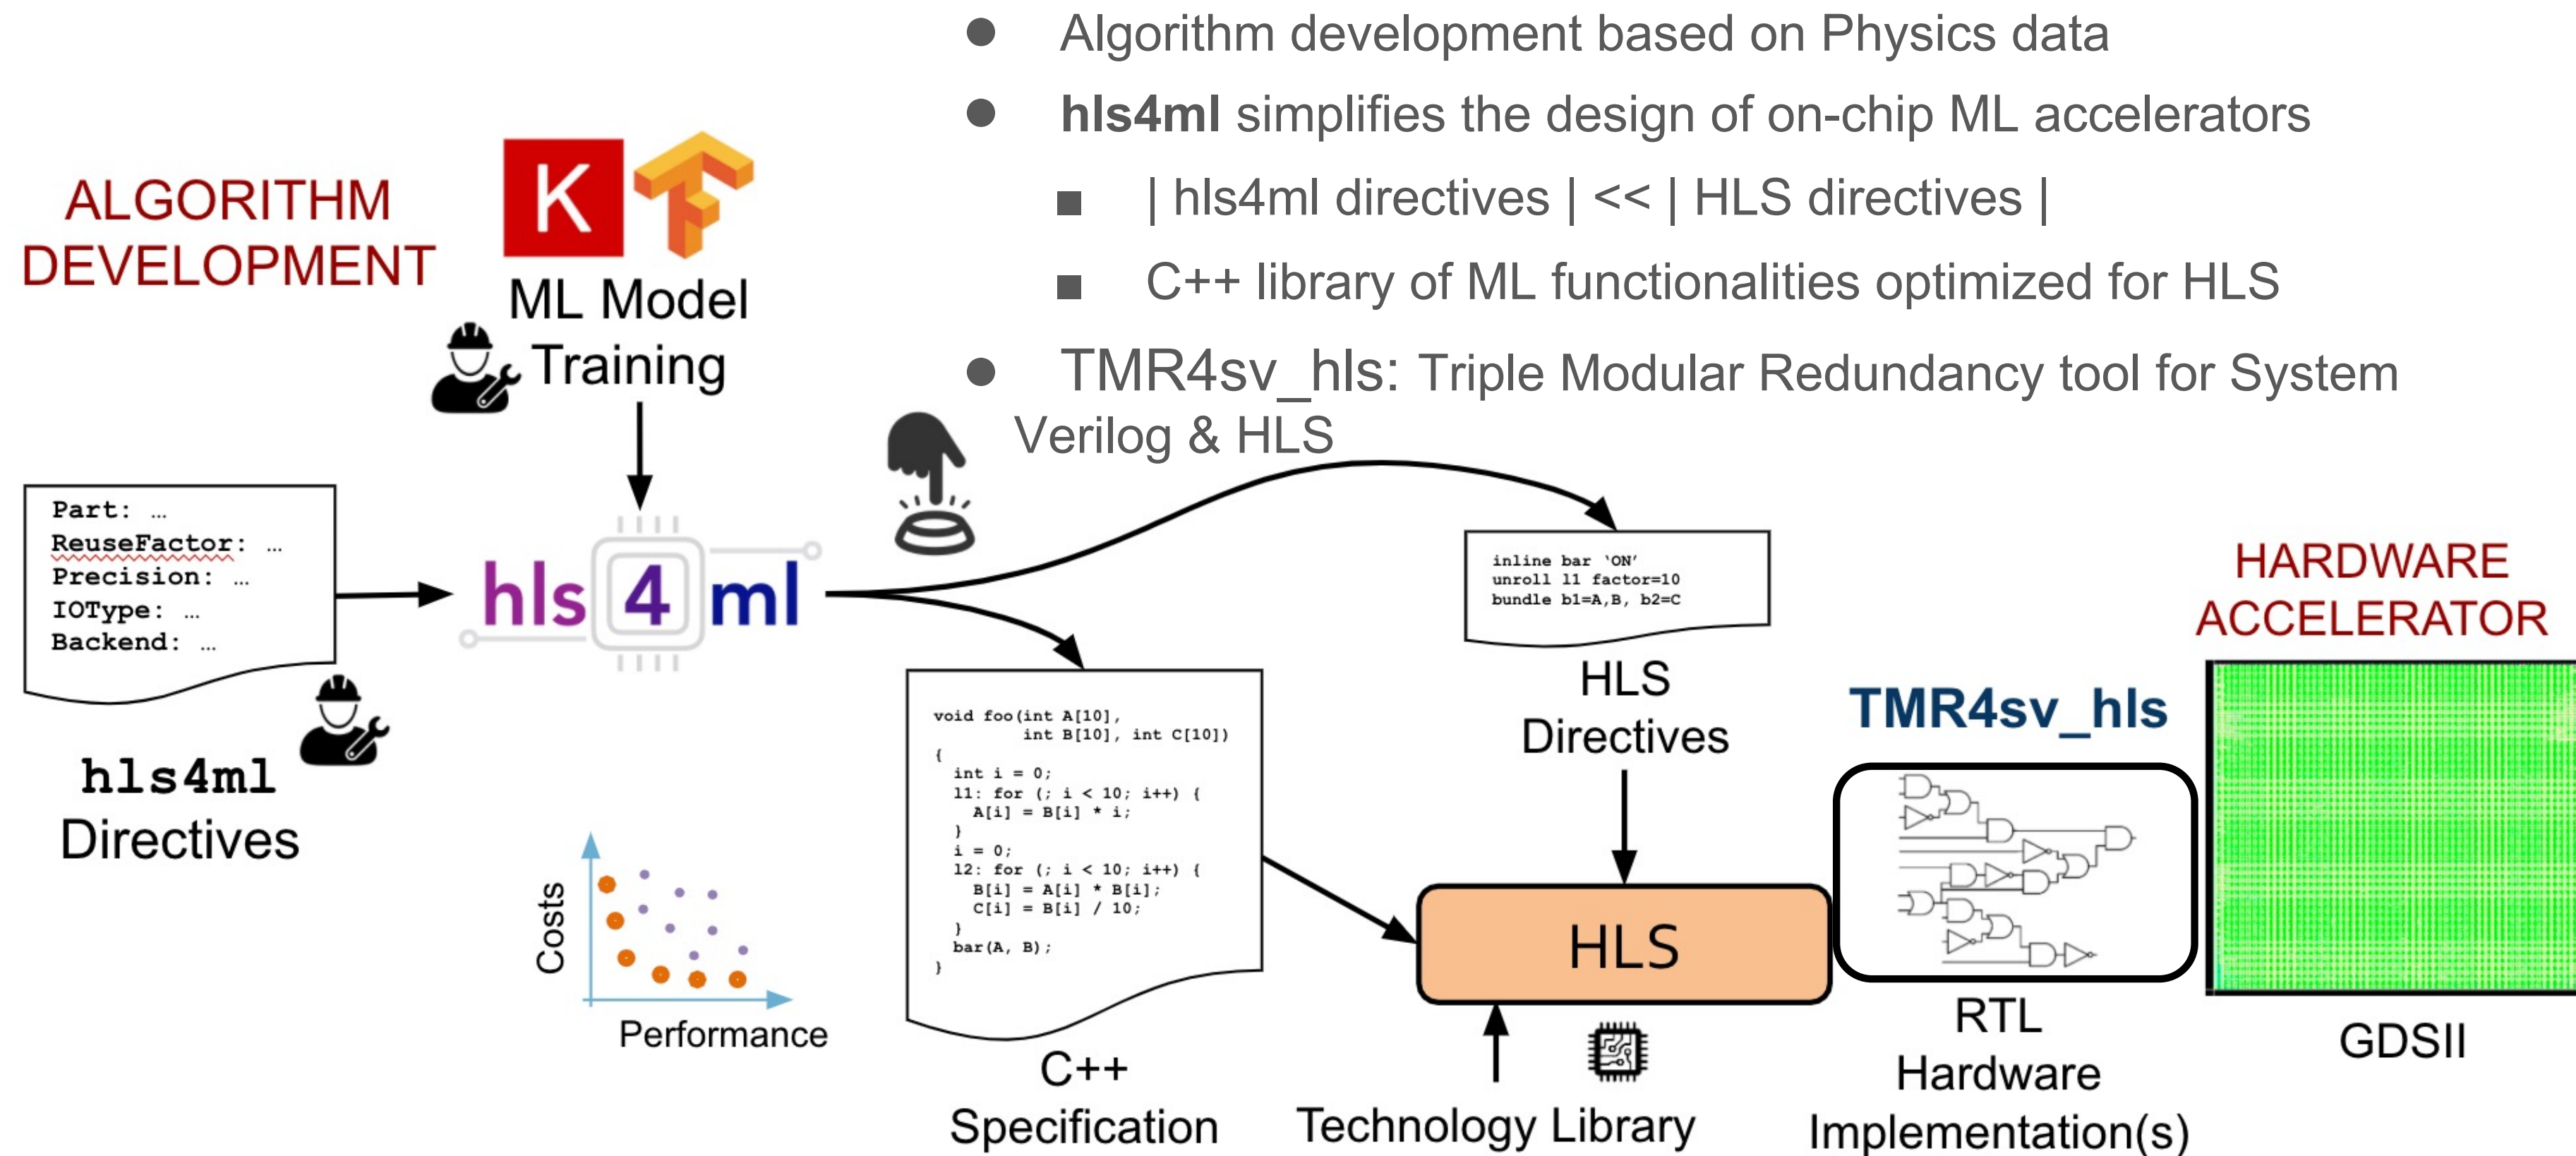 ● Algorithm development based on Physics data
● hls4ml simplifies the design of on-chip ML accelerators
■ | hls4ml directives | << | HLS directives |
■ C++ library of ML functionalities optimized for HLS
● TMR4sv_hls: Triple Modular Redundancy tool for System
Verilog & HLS
ALGORITHM
DEVELOPMENT
K
ML Model
Training
Part: …
ReuseFactor: …
Precision: …
IOType: …
Backend: …
hls4ml
Directives
hls 4 ml
Costs
Performance
void foo(int A[10],
int B[10], int C[10])
{
int i = 0;
l1: for (; i < 10; i++) {
A[i] = B[i] * i;
}
i = 0;
l2: for (; i < 10; i++) {
B[i] = A[i] * B[i];
C[i] = B[i] / 10;
}
bar(A, B);
}
C++
Specification
inline bar ‘ON’
unroll l1 factor=10
bundle b1=A,B, b2=C
HLS
Directives
HLS
Technology Library
TMR4sv_hls
RTL
Hardware
Implementation(s)
HARDWARE
ACCELERATOR
GDSII